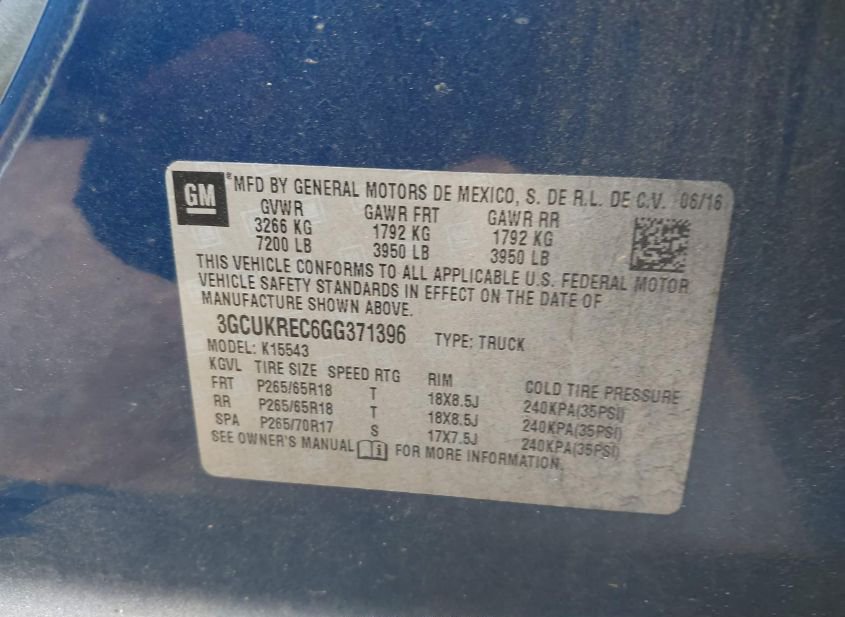 GM
® MFD BY GENERAL MOTORS DE MEXICO, S. DE R.L. DE C.V. 06/16
GVWR GAWR FRT GAWR RR
3266 KG 1792 KG 1792 KG
7200 LB 3950 LB 3950 LB
THIS VEHICLE CONFORMS TO ALL APPLICABLE U.S. FEDERAL MOTOR
VEHICLE SAFETY STANDARDS IN EFFECT ON THE DATE OF
MANUFACTURE SHOWN ABOVE.
3GCUKREC6GG371396 TYPE: TRUCK
MODEL: K15543
KGVL TIRE SIZE SPEED RTG RIM COLD TIRE PRESSURE
FRT P265/65R18 T 18X8.5J 240KPA(35PSI)
RR P265/65R18 T 18X8.5J 240KPA(35PSI)
SPA P265/70R17 S 17X7.5J 240KPA(35PSI)
SEE OWNER'S MANUAL FOR MORE INFORMATION.